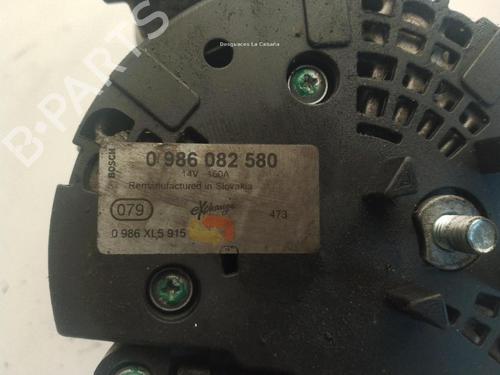 Desguaces La Cabaña
B-PARTS
BOSCH
0 986 082 580
14V 160A
Remanufactured in Slovakia
079
eXchange
473
0 986 XL5 915